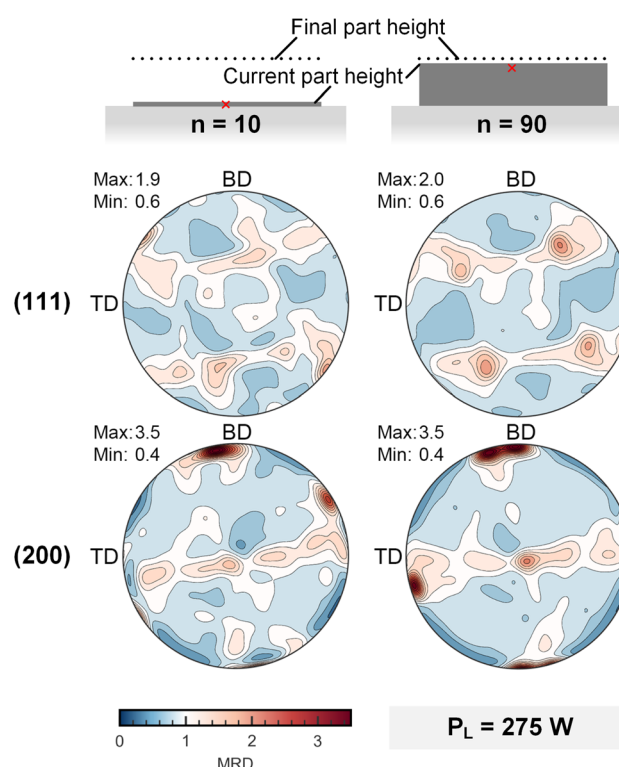 Final part height
Current part height
n = 10
n = 90
Max:1.9
Min: 0.6
BD
Max:2.0
Min: 0.6
BD
(111)
TD
TD
Max:3.5
Min: 0.4
BD
Max:3.5
Min: 0.4
BD
(200)
TD
TD
0
1
2
3
MRD
P_L = 275 W